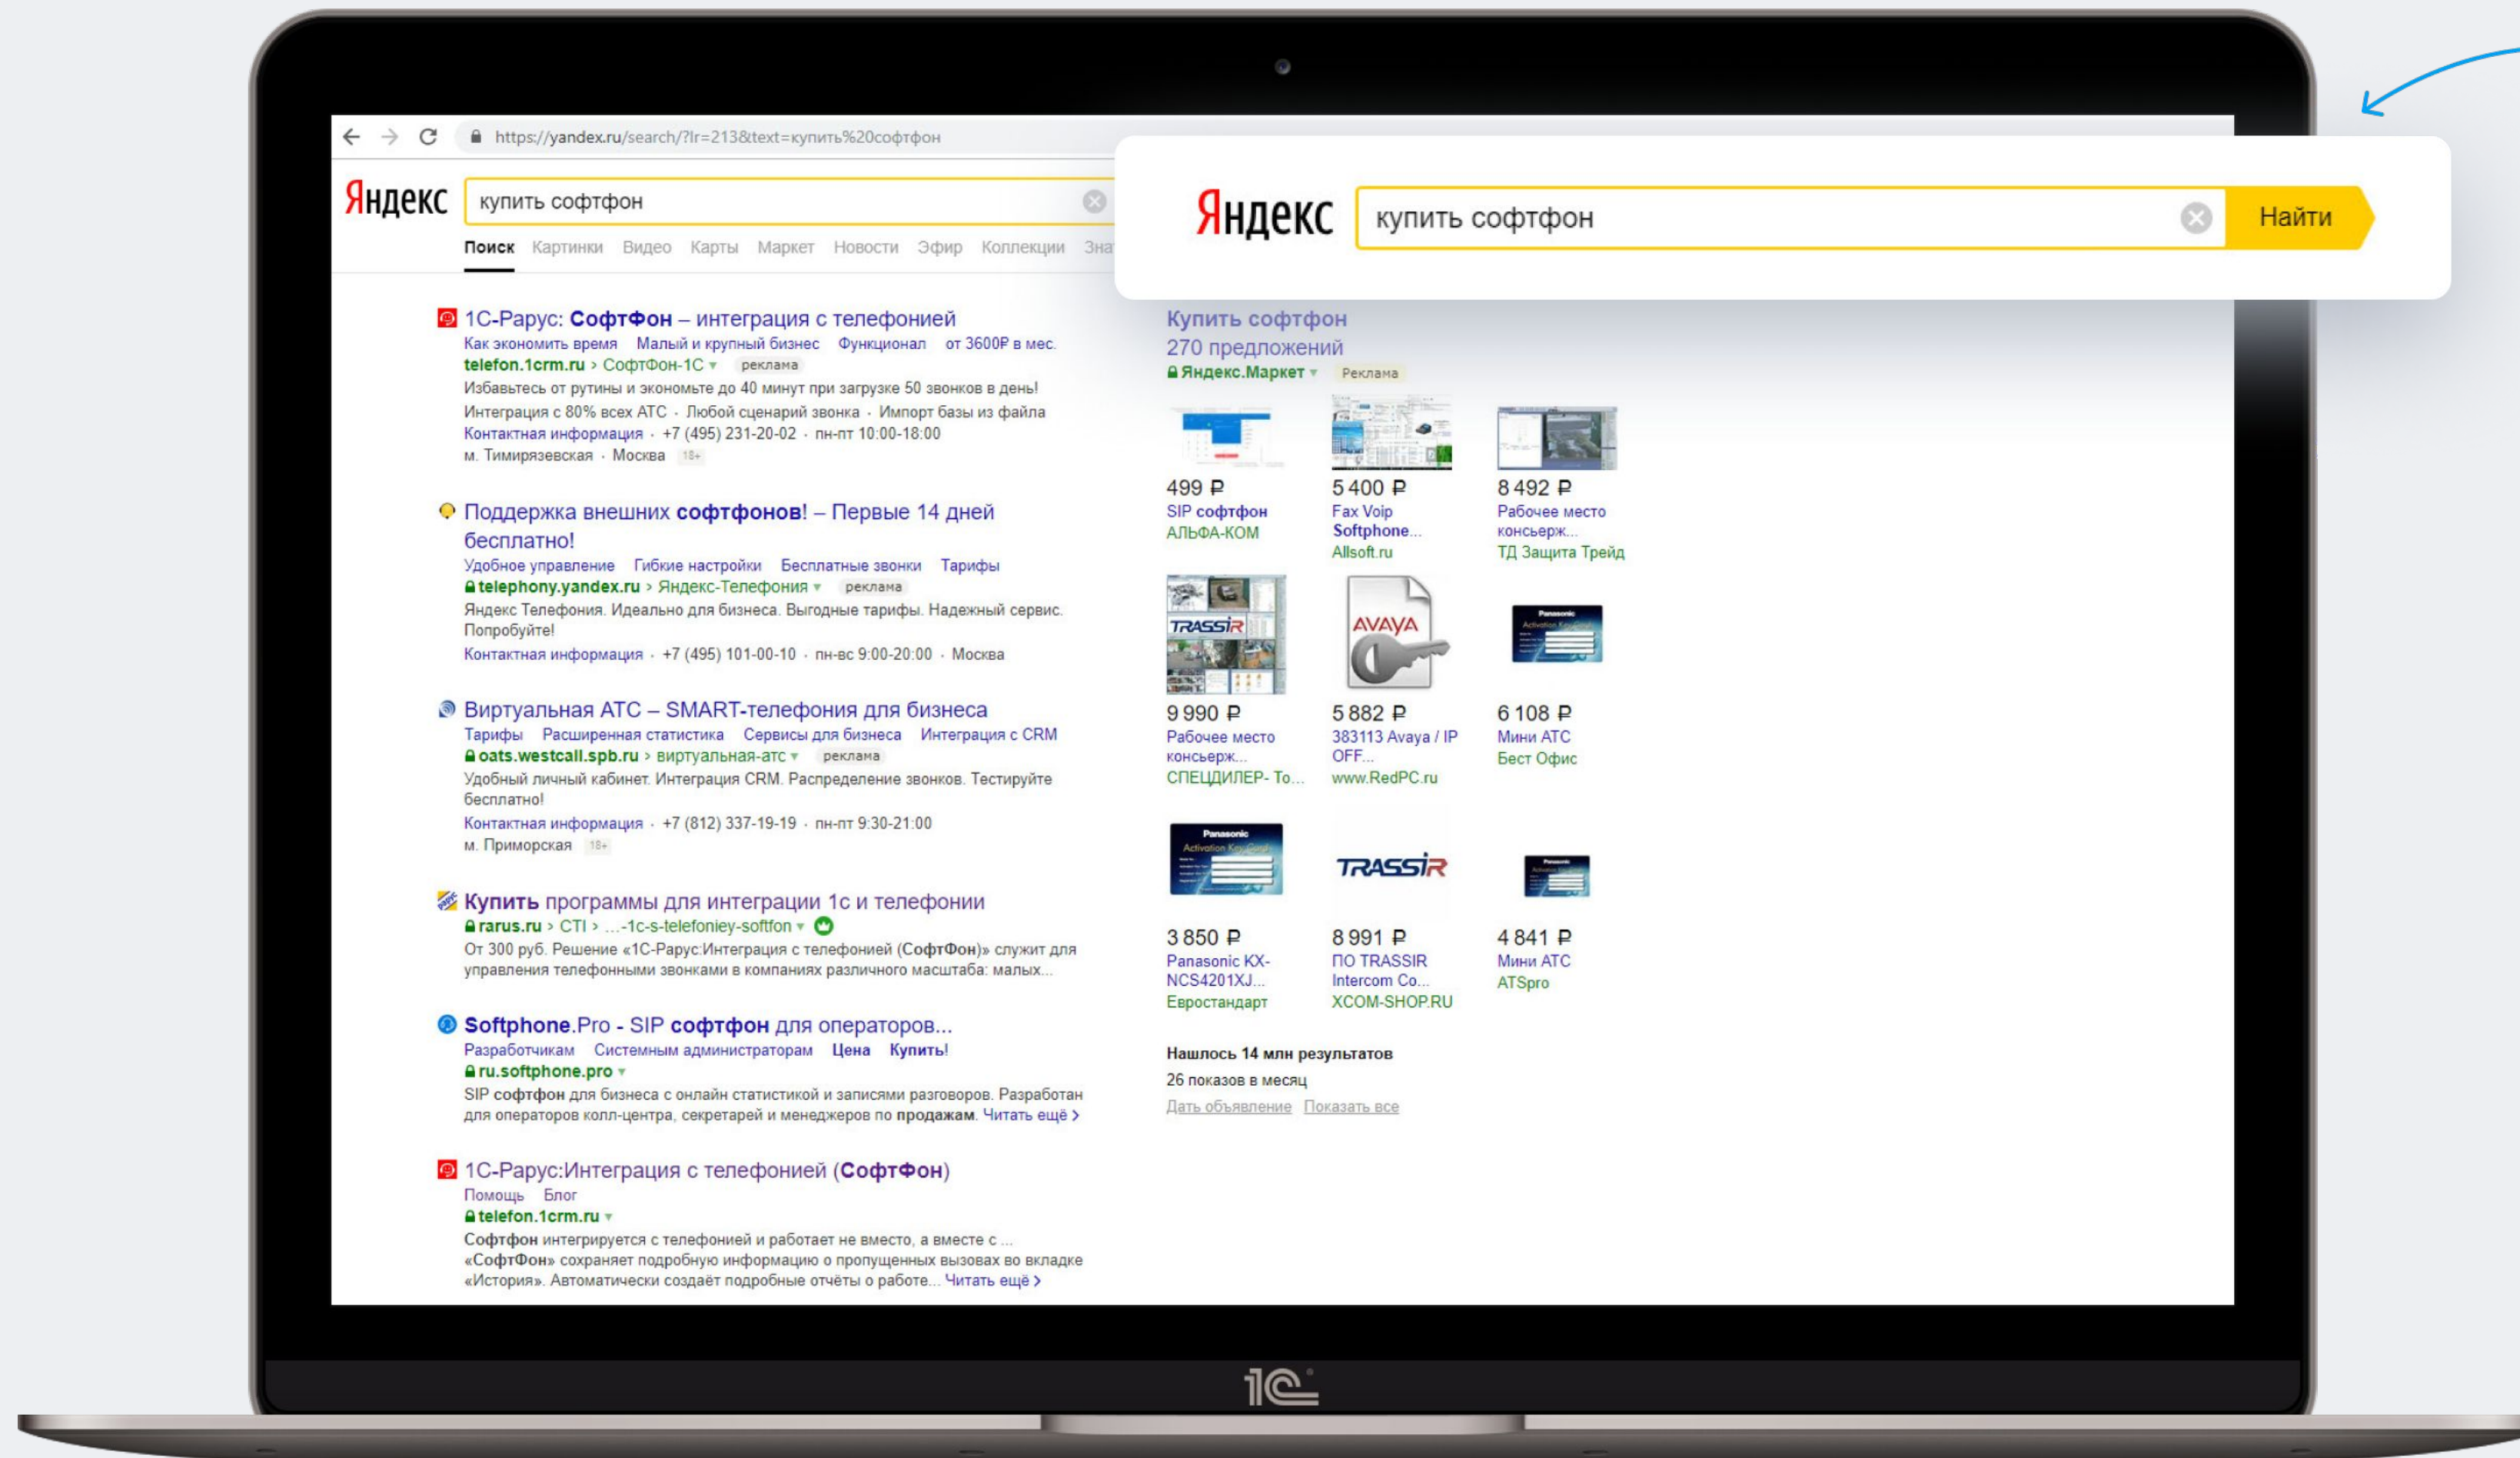 https://yandex.ru/search/?lr=213&text=купить%20софтфон
Яндекс
купить софтфон
Поиск Картинки Видео Карты Маркет Новости Эфир Коллекции
Яндекс
купить софтфон
Найти
1С-Рарус: СофтФон – интеграция с телефонией
Как экономить время Малый и крупный бизнес Функционал от 3600₽ в мес.
telefon.1crm.ru › СофтФон-1С реклама
Избавьтесь от рутины и экономьте до 40 минут при загрузке 50 звонков в день!
Интеграция с 80% всех АТС · Любой сценарий звонка · Импорт базы из файла
Контактная информация · +7 (495) 231-20-02 · пн-пт 10:00-18:00
м. Тимирязевская · Москва 18+
Поддержка внешних софтфонов! – Первые 14 дней
бесплатно!
Удобное управление Гибкие настройки Бесплатные звонки Тарифы
telephony.yandex.ru › Яндекс-Телефония реклама
Яндекс Телефония. Идеально для бизнеса. Выгодные тарифы. Надежный сервис.
Попробуйте!
Контактная информация · +7 (495) 101-00-10 · пн-вс 9:00-20:00 · Москва
Виртуальная АТС – SMART-телефония для бизнеса
Тарифы Расширенная статистика Сервисы для бизнеса Интеграция с CRM
oats.westcall.spb.ru › виртуальная-атс реклама
Удобный личный кабинет. Интеграция CRM. Распределение звонков. Тестируйте
бесплатно!
Контактная информация · +7 (812) 337-19-19 · пн-пт 9:30-21:00
м. Приморская 18+
Купить программы для интеграции 1с и телефонии
rarus.ru › CTI › ...-1c-s-telefoniey-softfon
От 300 руб. Решение «1С-Рарус:Интеграция с телефонией (СофтФон)» служит для
управления телефонными звонками в компаниях различного масштаба: малых...
Softphone.Pro - SIP софтфон для операторов...
Разработчикам Системным администраторам Цена Купить!
ru.softphone.pro
SIP софтфон для бизнеса с онлайн статистикой и записями разговоров. Разработан
для операторов колл-центра, секретарей и менеджеров по продажам. Читать ещё ›
1С-Рарус:Интеграция с телефонией (СофтФон)
Помощь Блог
telefon.1crm.ru
Софтфон интегрируется с телефонией и работает не вместо, а вместе с ...
«СофтФон» сохраняет подробную информацию о пропущенных вызовах во вкладке
«История». Автоматически создаёт подробные отчёты о работе... Читать ещё ›
Купить софтфон
270 предложений
Яндекс.Маркет Реклама
499 ₽ 5 400 ₽ 8 492 ₽
SIP софтфон Fax Voip Рабочее место
АЛЬФА-КОМ Softphone... консьерж...
Allsoft.ru ТД Защита Трейд
TRASSIR AVAYA Panasonic
9 990 ₽ 5 882 ₽ 6 108 ₽
Рабочее место 383113 Avaya / IP Мини АТС
консьерж... OFF... Бест Офис
СПЕЦДИЛЕР- То... www.RedPC.ru
Panasonic
Activation Key Card
TRASSIR
3 850 ₽ 8 991 ₽ 4 841 ₽
Panasonic KX- ПО TRASSIR Мини АТС
NCS4201XJ... Intercom Co... ATSpro
Евростандарт XCOM-SHOP.RU
Нашлось 14 млн результатов
26 показов в месяц
Дать объявление Показать все
1С